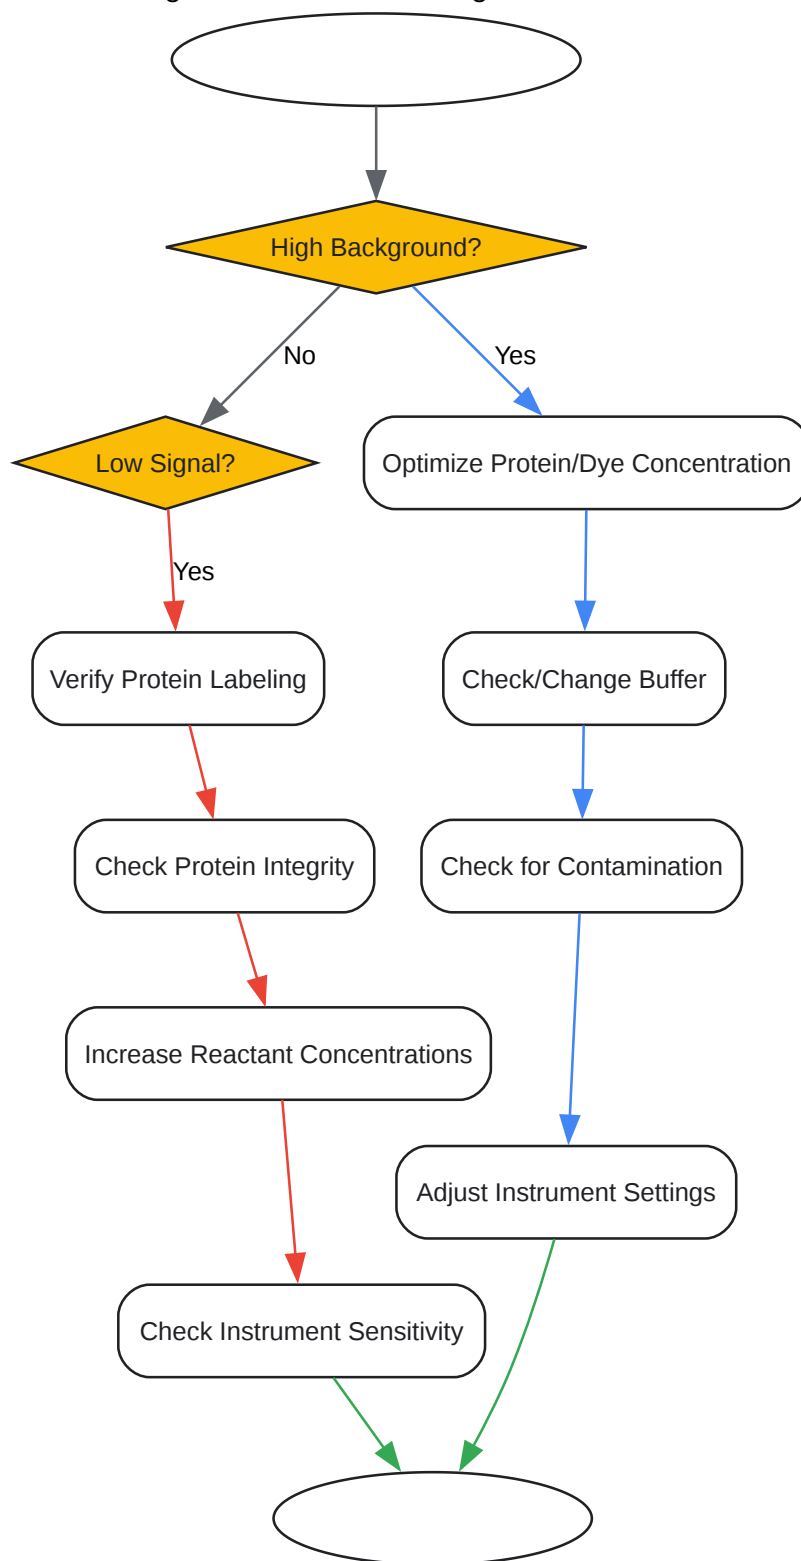 High Background?
No
Yes
Low Signal?
Optimize Protein/Dye Concentration
Yes
Verify Protein Labeling
Check/Change Buffer
Check Protein Integrity
Check for Contamination
Increase Reactant Concentrations
Adjust Instrument Settings
Check Instrument Sensitivity